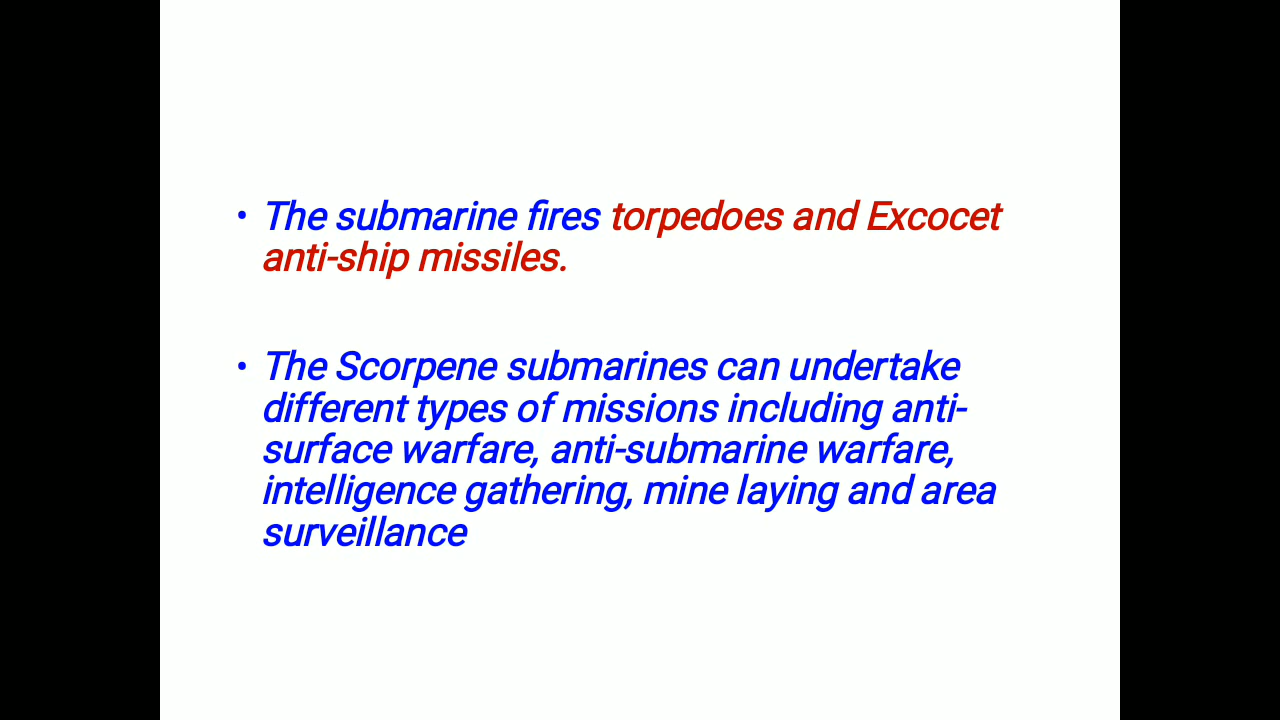 • The submarine fires torpedoes and Excocet
anti-ship missiles.
• The Scorpene submarines can undertake
different types of missions including anti-
surface warfare, anti-submarine warfare,
intelligence gathering, mine laying and area
surveillance